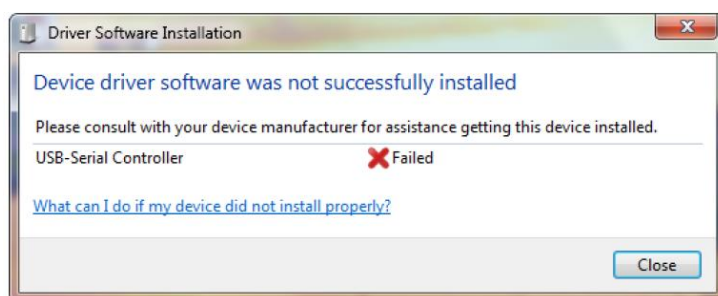 Driver Software Installation
Device driver software was not successfully installed
Please consult with your device manufacturer for assistance getting this device installed.
USB-Serial Controller Failed
What can I do if my device did not install properly?
Close